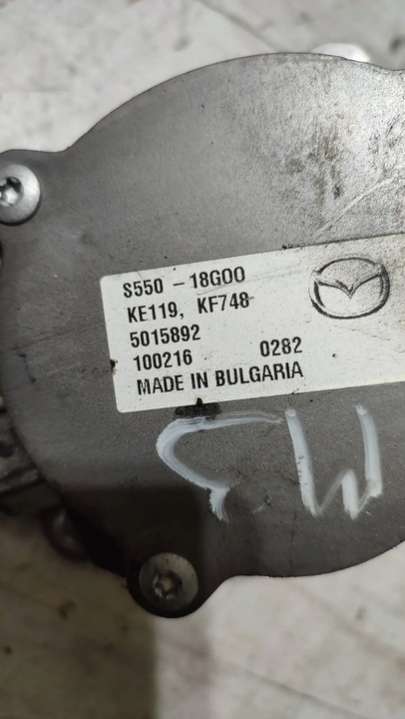 S550 -18G00
KE119, KF748
5015892
100216 0282
MADE IN BULGARIA